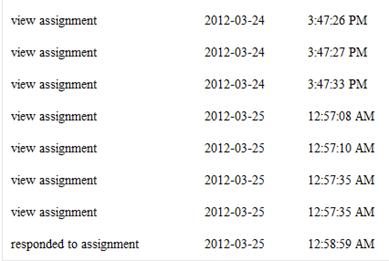 view assignment 2012-03-24 3:47:26 PM
view assignment 2012-03-24 3:47:27 PM
view assignment 2012-03-24 3:47:33 PM
view assignment 2012-03-25 12:57:08 AM
view assignment 2012-03-25 12:57:10 AM
view assignment 2012-03-25 12:57:35 AM
view assignment 2012-03-25 12:57:35 AM
responded to assignment 2012-03-25 12:58:59 AM